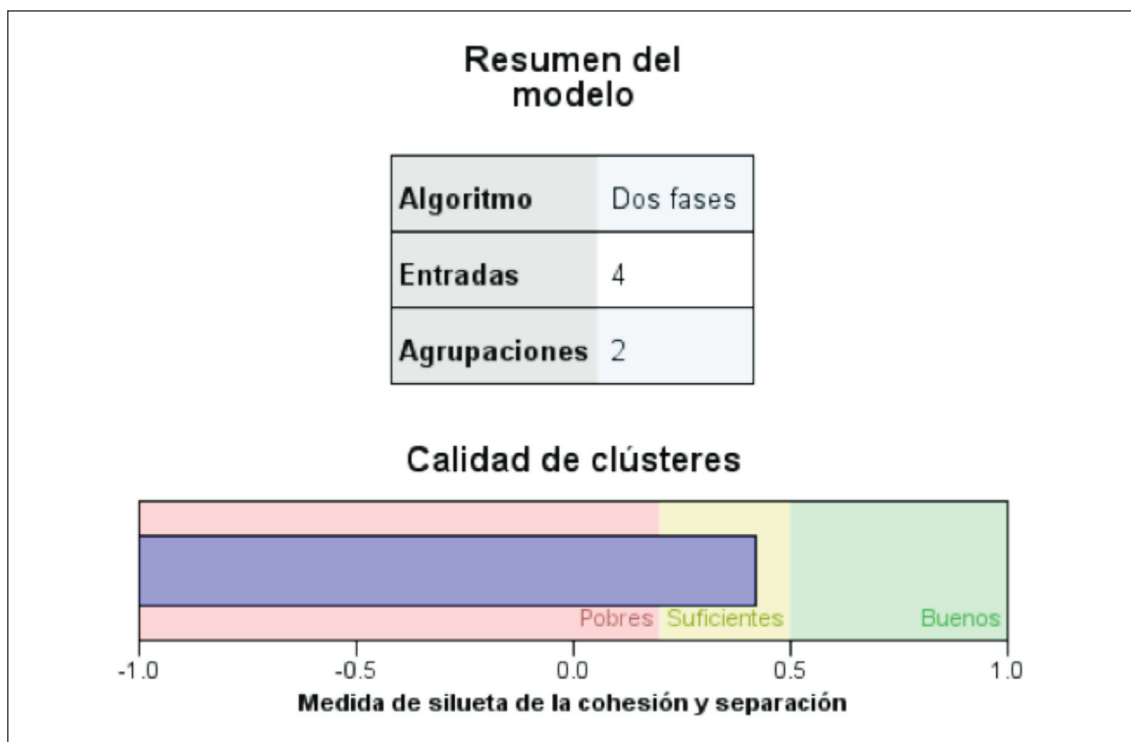 Resumen del
modelo
Algoritmo Dos fases
Entradas 4
Agrupaciones 2
Calidad de clústeres
Pobres Suficientes Buenos
-1.0 -0.5 0.0 0.5 1.0
Medida de silueta de la cohesión y separación